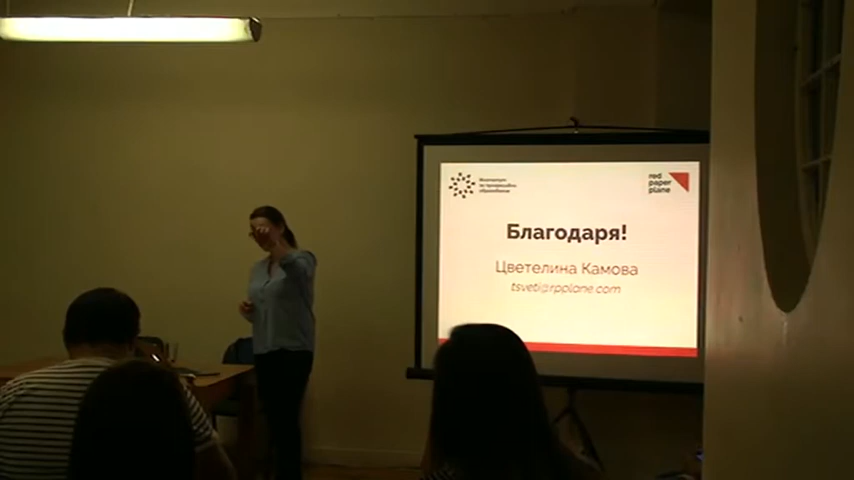 red
paper
plane
Благодаря!
Цветелина Камова
tsveti@rpplane.com